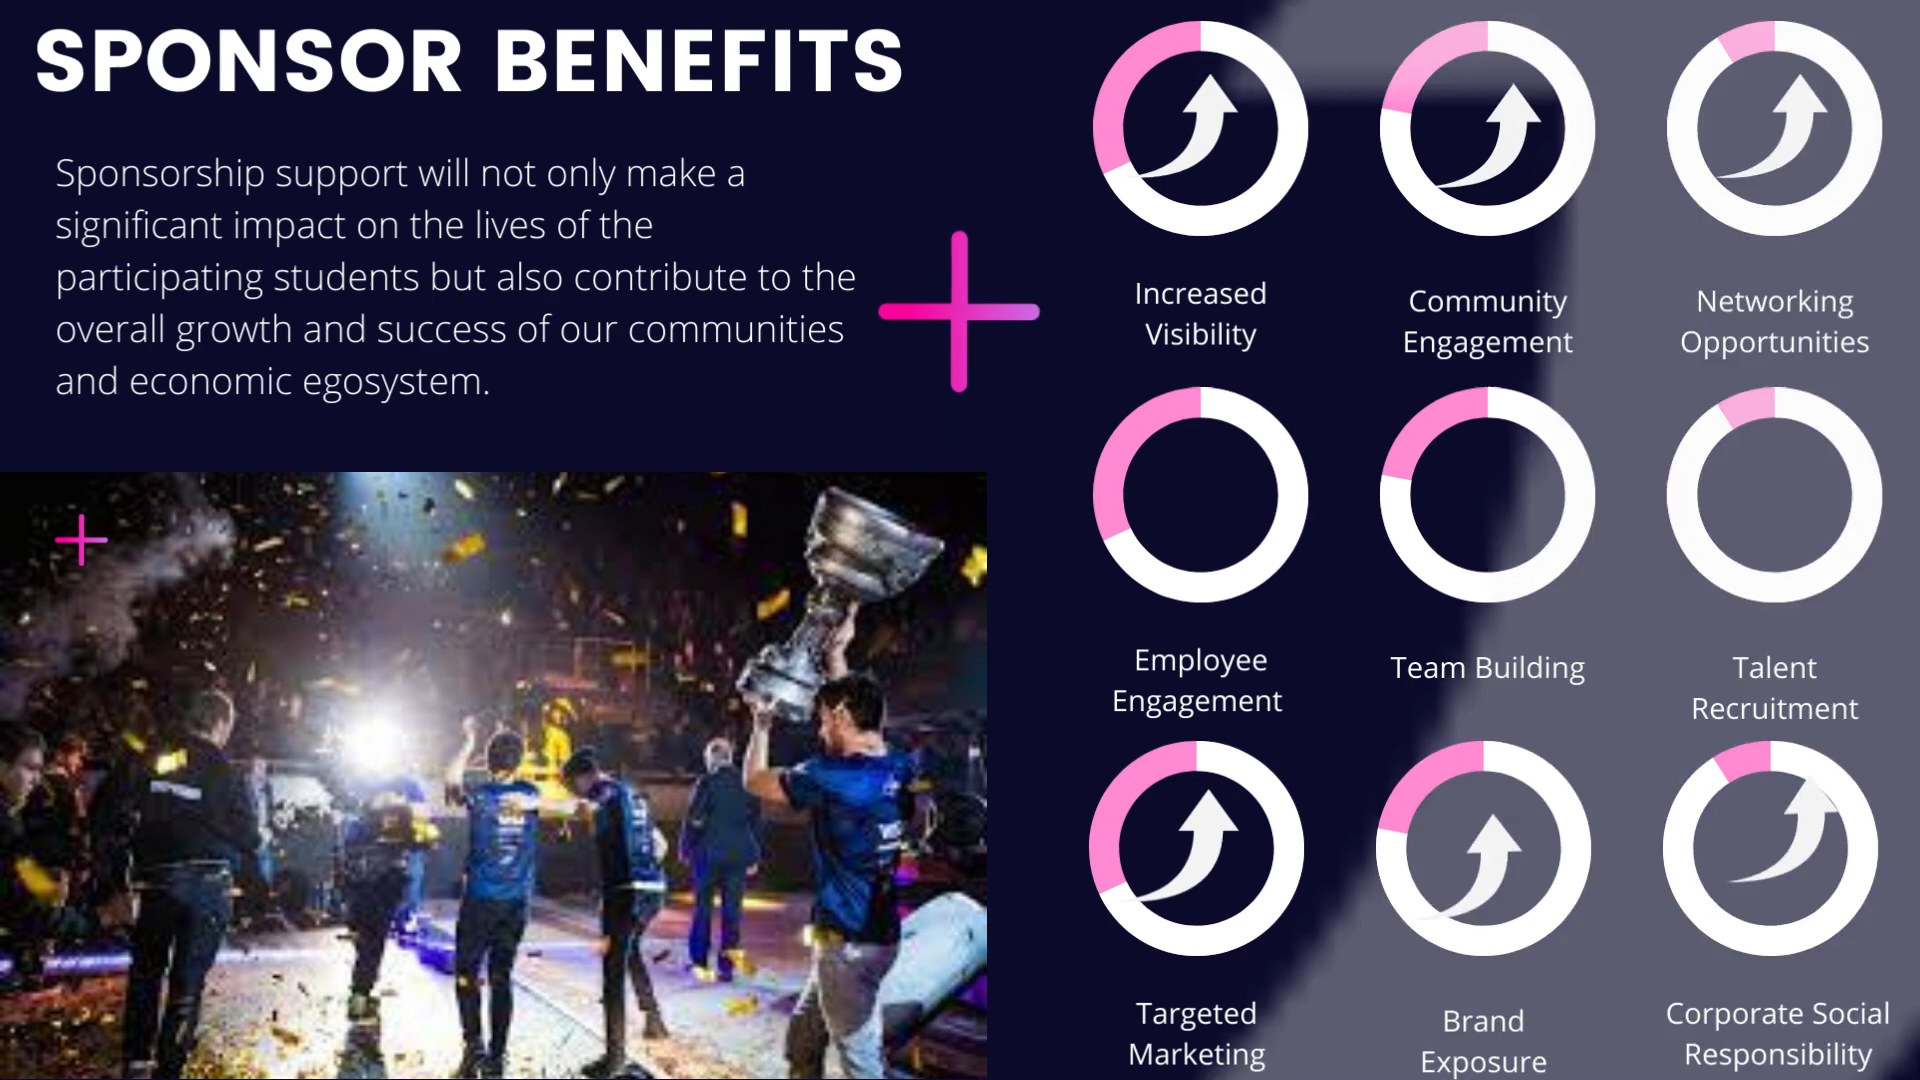 SPONSOR BENEFITS
Sponsorship support will not only make a
significant impact on the lives of the
participating students but also contribute to the
overall growth and success of our communities
and economic egosystem.
Increased
Visibility
Community
Engagement
Networking
Opportunities
Employee
Engagement
Team Building
Talent
Recruitment
Targeted
Marketing
Brand
Exposure
Corporate Social
Responsibility